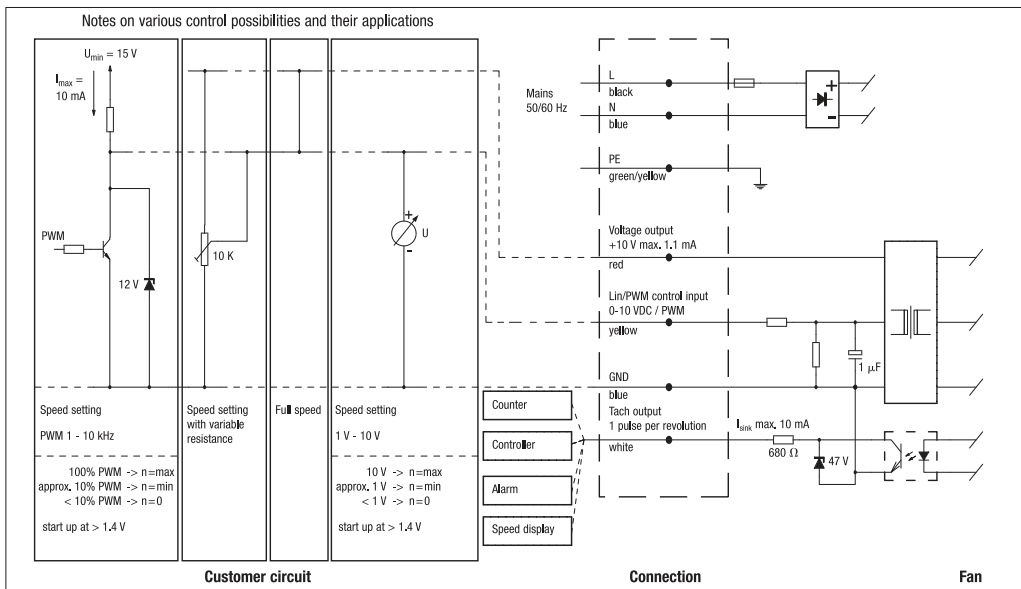 Notes on various control possibilities and their applications
Umin = 15 V
Imax =
10 mA
PWM
12 V
Speed setting
PWM 1 - 10 kHz
100% PWM -> n=max
approx. 10% PWM -> n=min
< 10% PWM -> n=0
start up at > 1.4 V
10 K
Speed setting
with variable
resistance
Full speed
+
U
-
Speed setting
1 V - 10 V
10 V -> n=max
approx. 1 V -> n=min
< 1 V -> n=0
start up at > 1.4 V
Counter
Controller
Alarm
Speed display
Mains
50/60 Hz
L
black
N
blue
PE
green/yellow
Voltage output
+10 V max. 1.1 mA
red
Lin/PWM control input
0-10 VDC / PWM
yellow
GND
blue
Tach output
1 pulse per revolution
white
+
-
1 µF
Isink max. 10 mA
680 Ω
47 V
Customer circuit
Connection
Fan